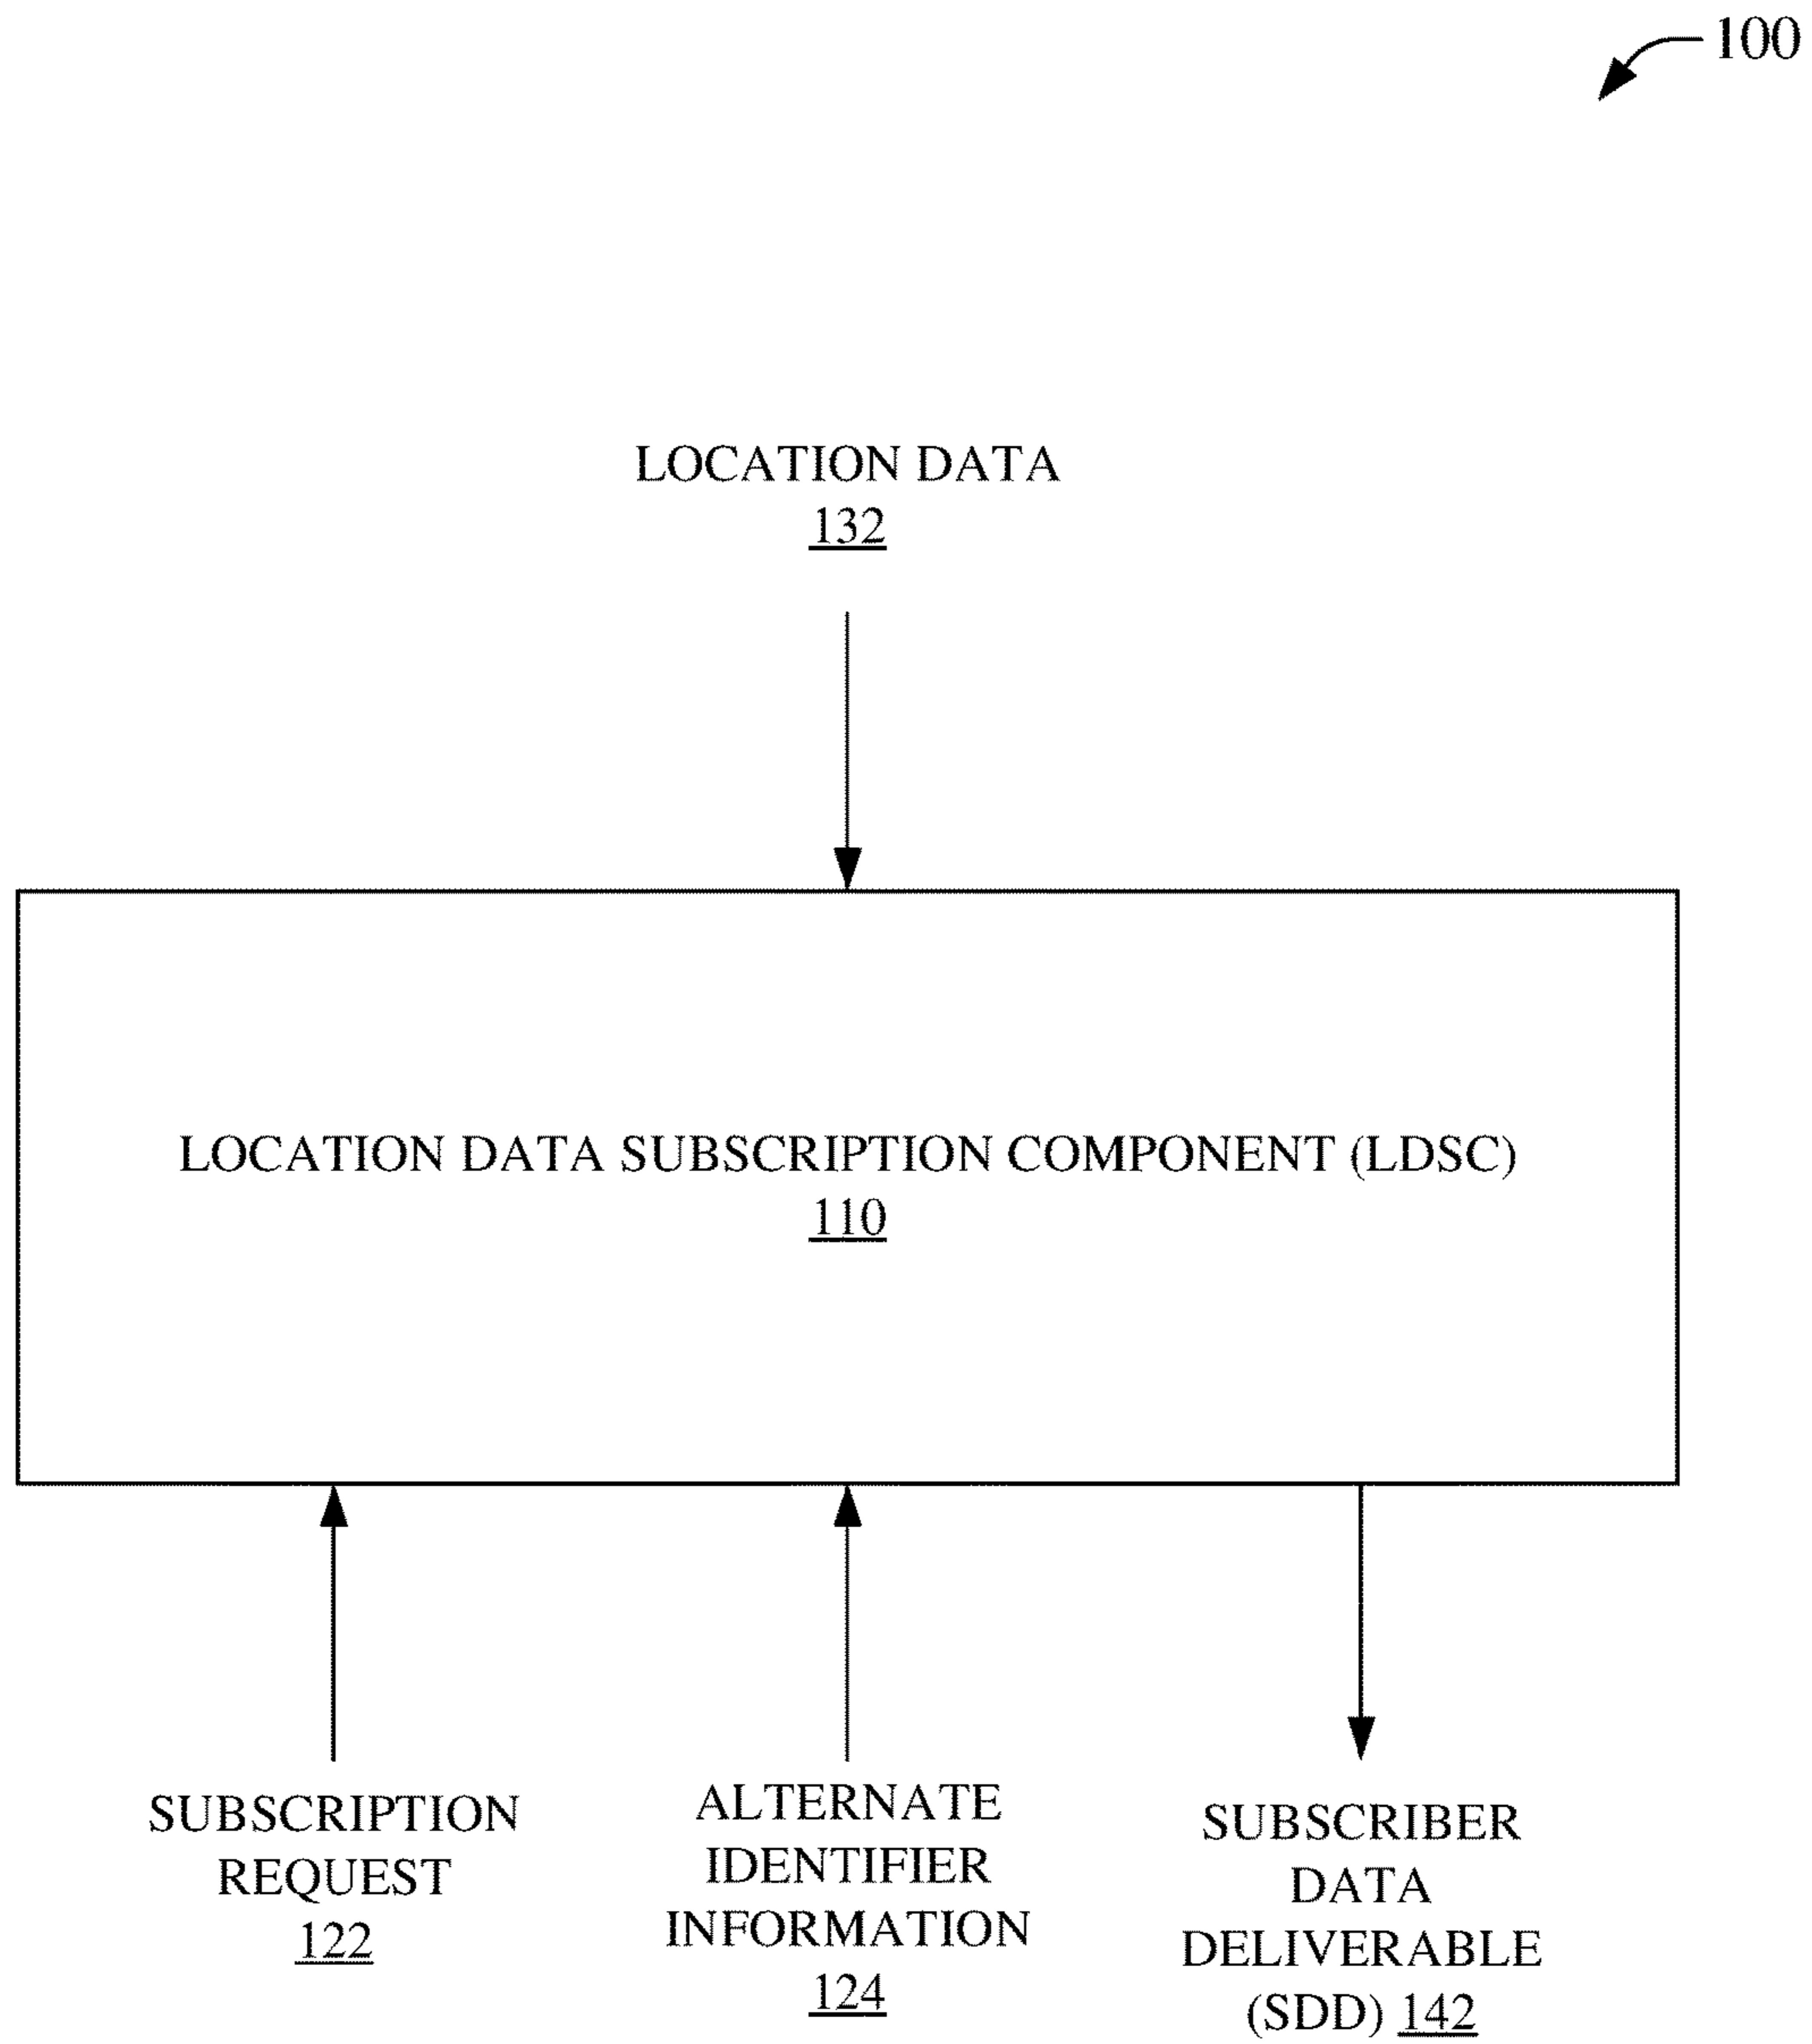 100
LOCATION DATA
132
LOCATION DATA SUBSCRIPTION COMPONENT (LDSC)
110
SUBSCRIPTION
REQUEST
122
ALTERNATE
IDENTIFIER
INFORMATION
124
SUBSCRIBER
DATA
DELIVERABLE
(SDD) 142